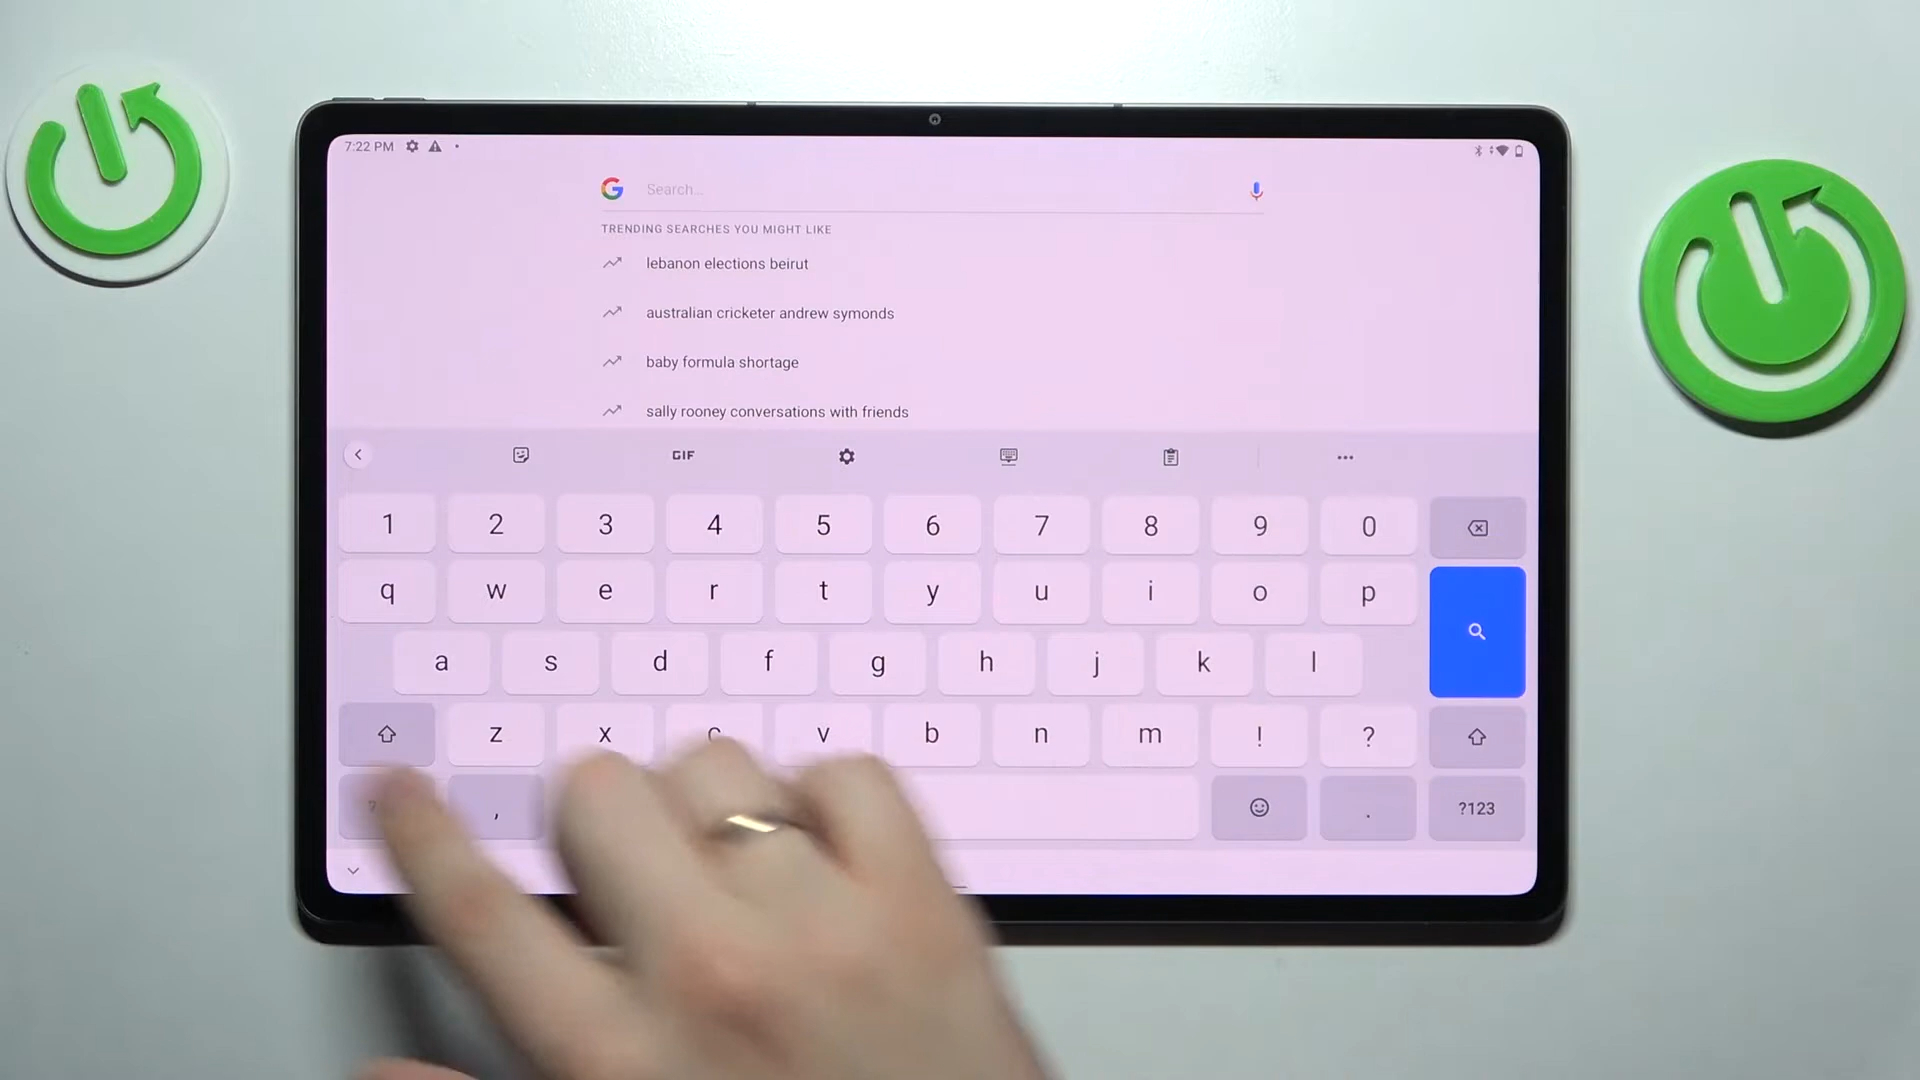 7:22 PM
Search...
TRENDING SEARCHES YOU MIGHT LIKE
lebanon elections beirut
australian cricketer andrew symonds
baby formula shortage
sally rooney conversations with friends
GIF
1 2 3 4 5 6 7 8 9 0
q w e r t y u i o p
a s d f g h j k l
z x c v b n m ! ?
, . ?123